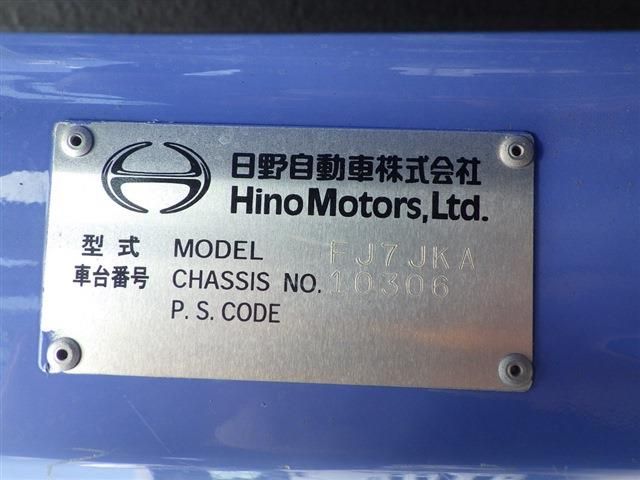 日野自動車株式会社
Hino Motors, Ltd.
型式 MODEL FJ7JKA
車台番号 CHASSIS NO. 10306
P. S. CODE